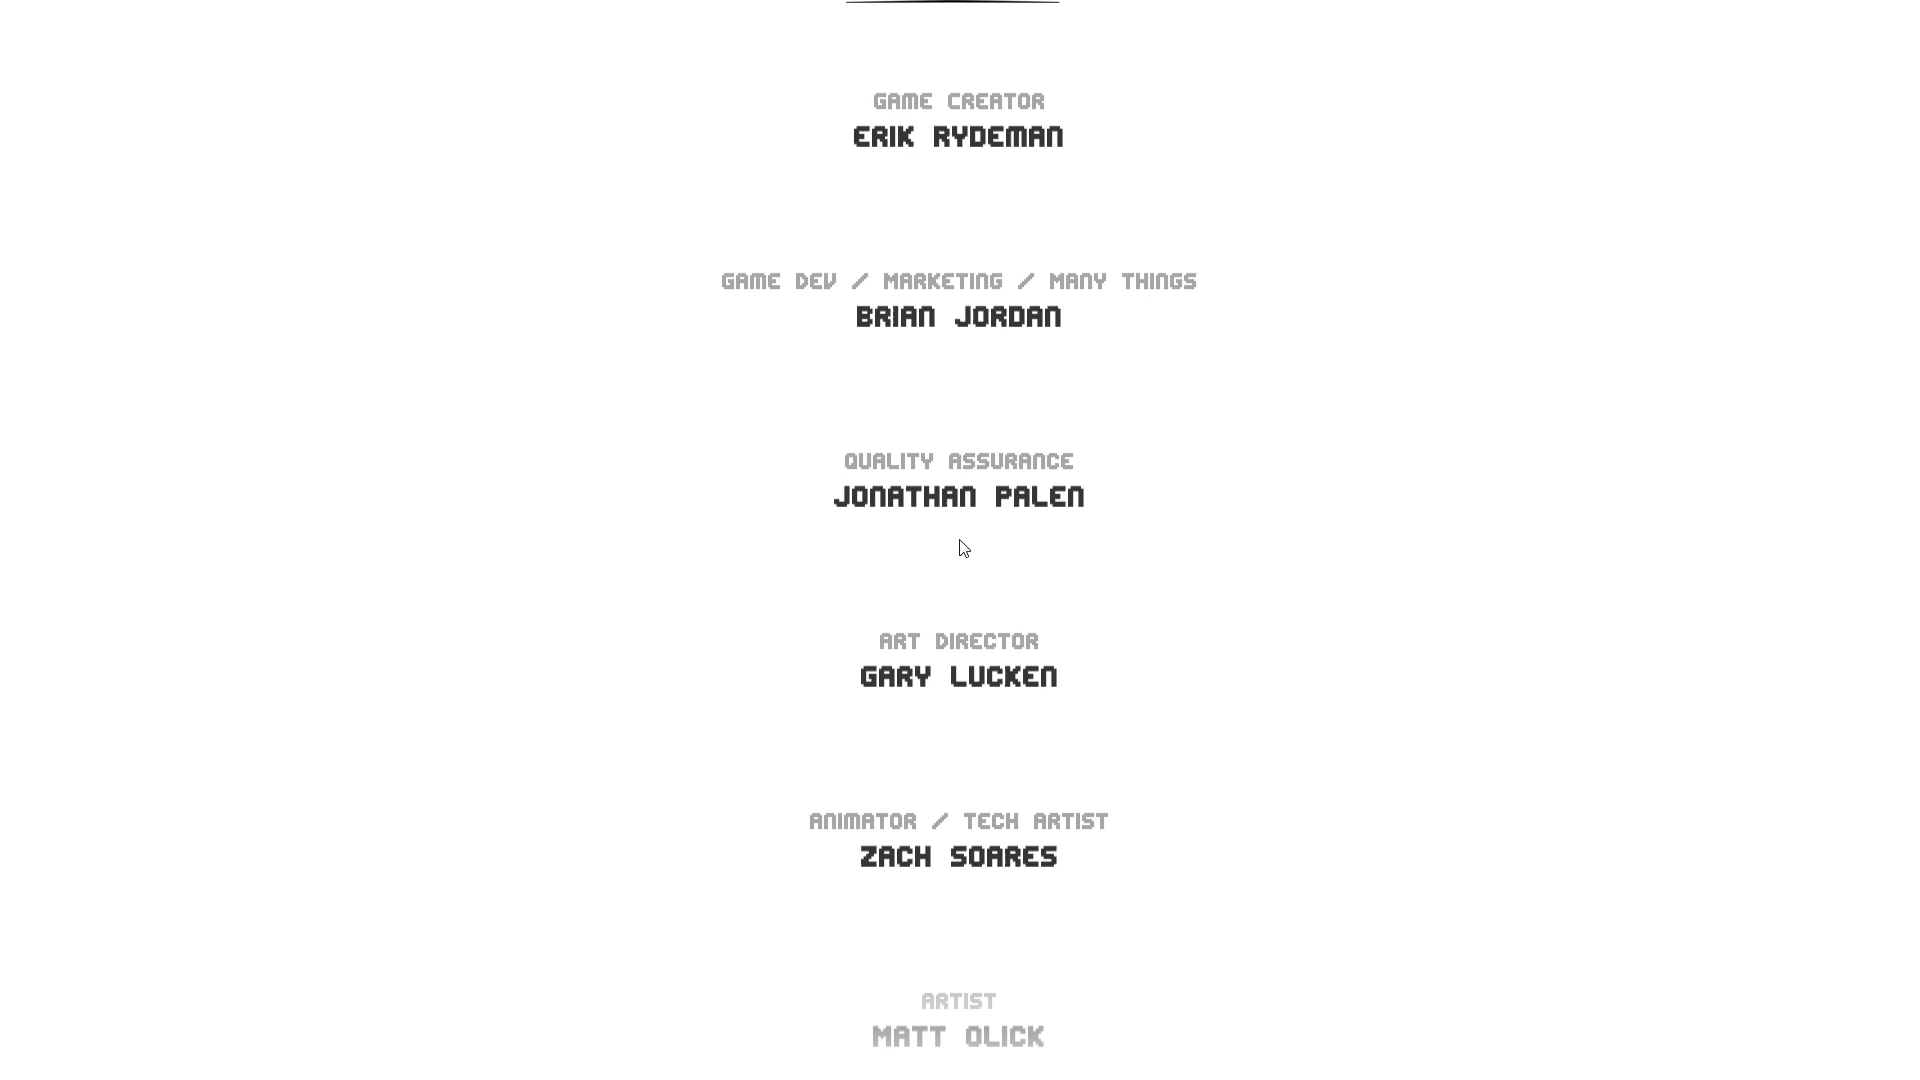 GAME CREATOR
ERIK RYDEMAN
GAME DEV / MARKETING / MANY THINGS
BRIAN JORDAN
QUALITY ASSURANCE
JONATHAN PALEN
ART DIRECTOR
GARY LUCKEN
ANIMATOR / TECH ARTIST
ZACH SOARES
ARTIST
MATT OLICK